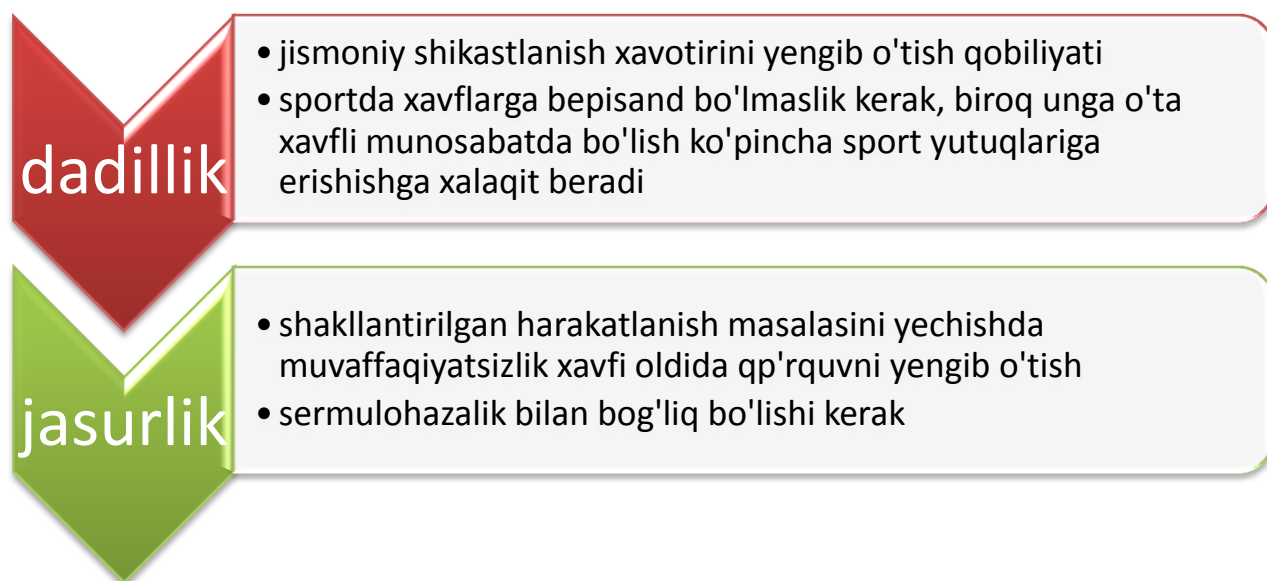 dadillik
• jismoniy shikastlanish xavotirini yengib o'tish qobiliyati
• sportda xavflarga bepisand bo'lmaslik kerak, biroq unga o'ta
xavfli munosabatda bo'lish ko'pincha sport yutuqlariga
erishishga xalaqit beradi
jasurlik
• shakllantirilgan harakatlanish masalasini yechishda
muvaffaqiyatsizlik xavfi oldida qp'rquvni yengib o'tish
• sermulohazalik bilan bog'liq bo'lishi kerak